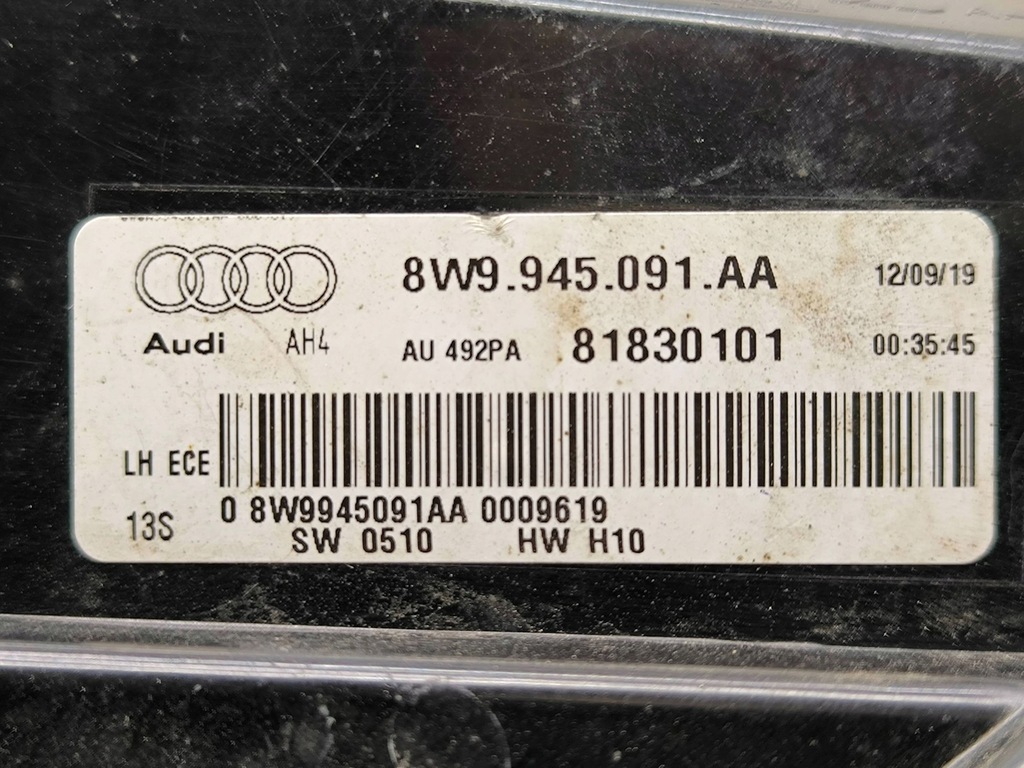 8W9.945.091.AA 12/09/19
Audi AH4 AU 492PA 81830101 00:35:45
LH ECE
0 8W9945091AA 0009619
13S
SW 0510 HW H10